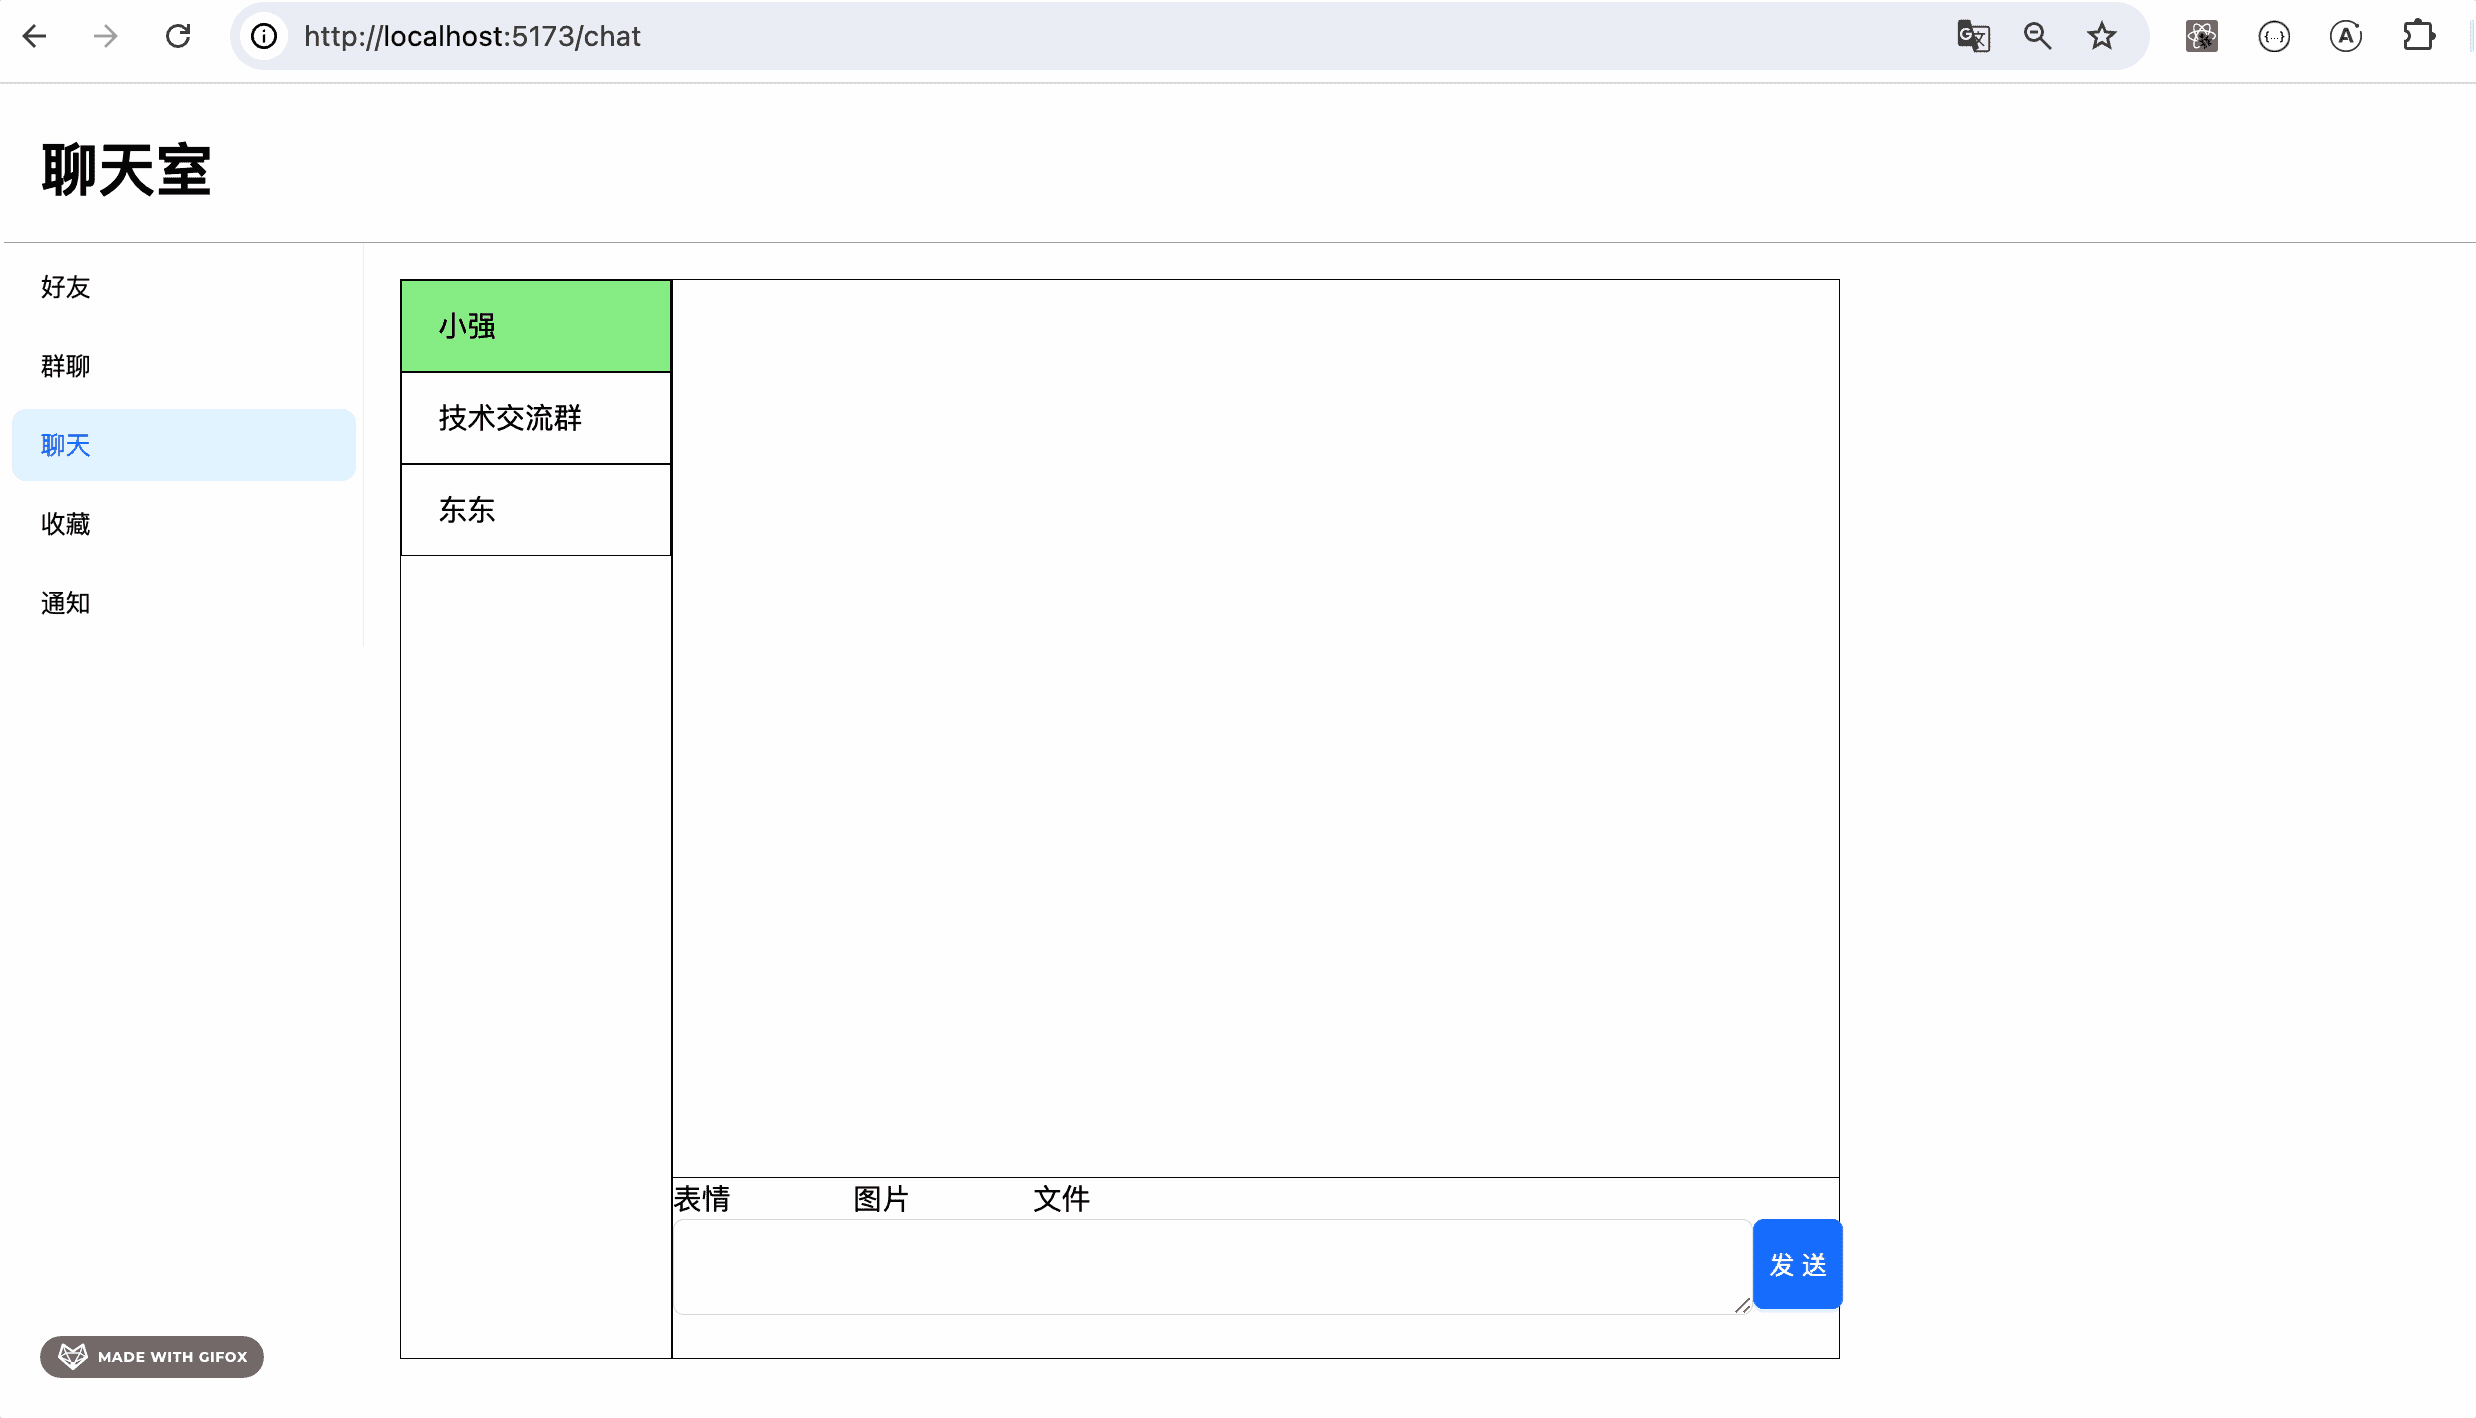 http://localhost:5173/chat
聊天室
好友
群聊
聊天
收藏
通知
小强
技术交流群
东东
表情 图片 文件
发 送
MADE WITH GIFOX